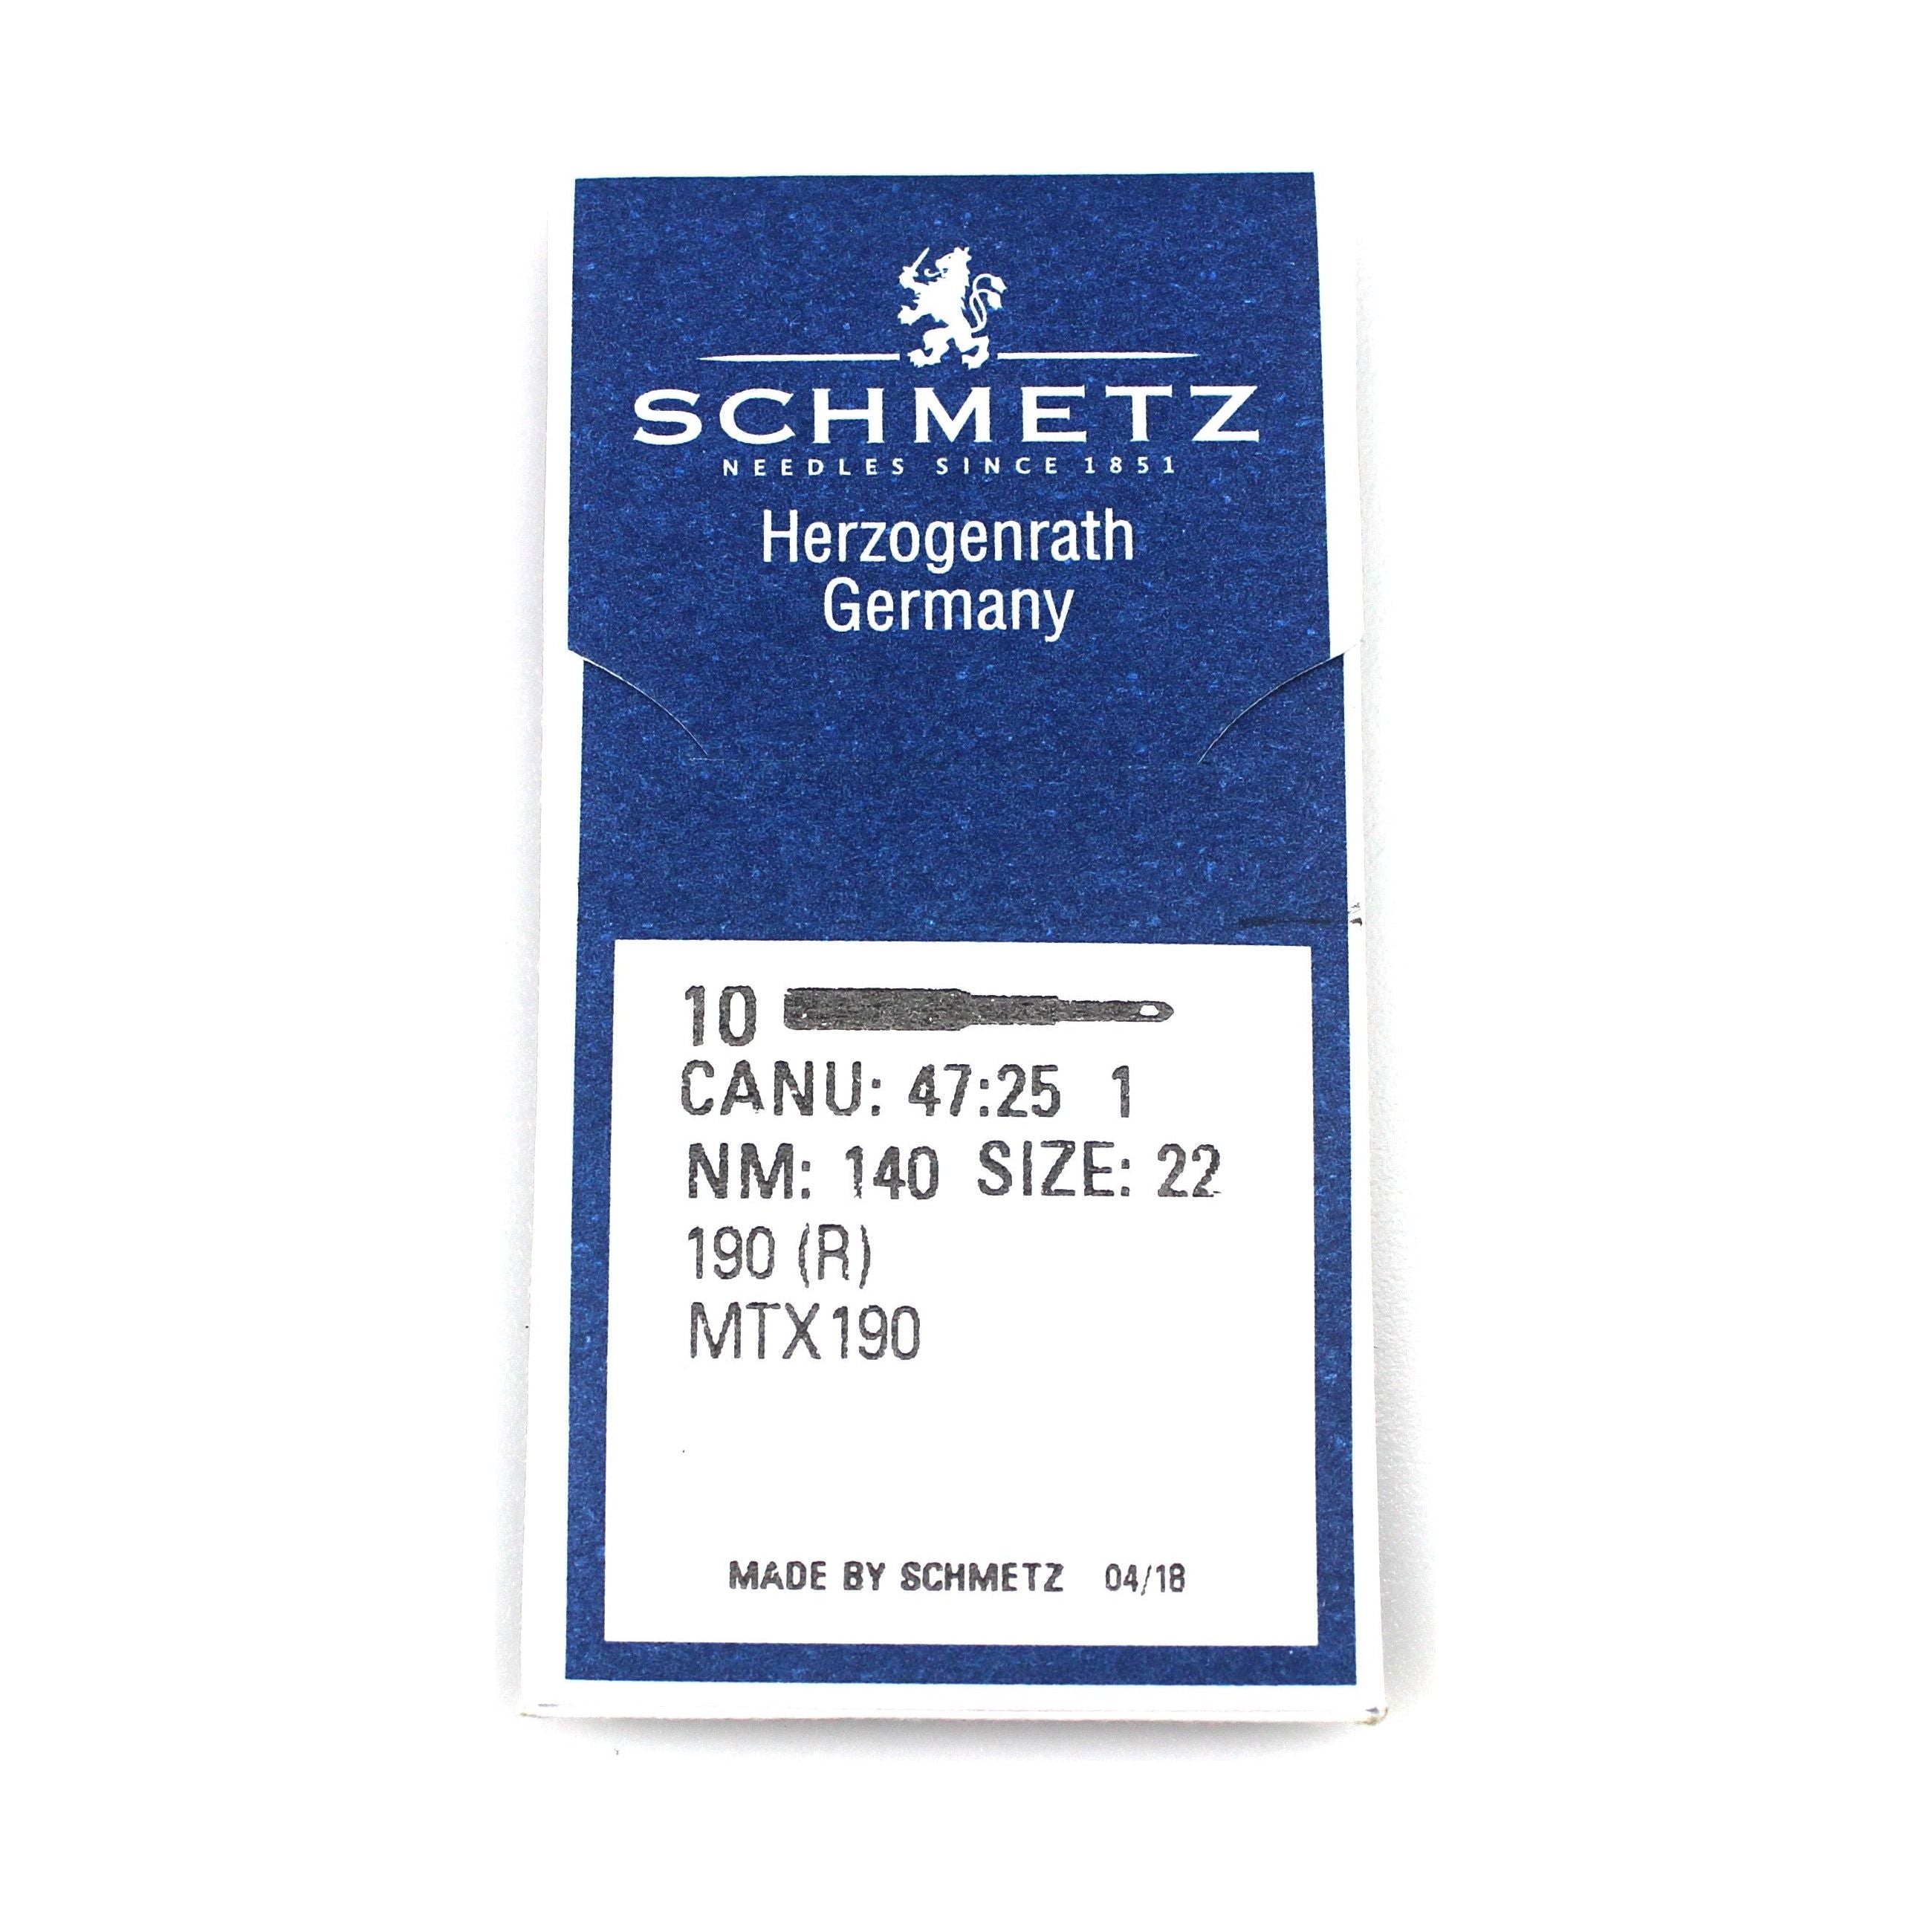 SCHMETZ
NEEDLES SINCE 1851
Herzogenrath
Germany
10
CANU: 47:25 1
NM: 140 SIZE: 22
190 (R)
MTX190
MADE BY SCHMETZ 04/18